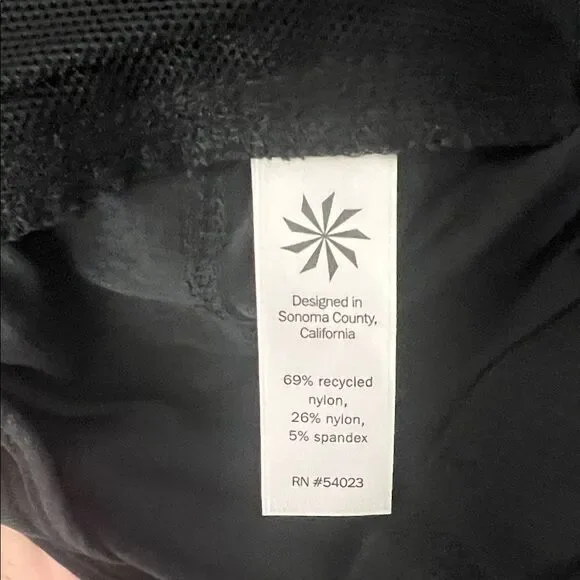 Designed in
Sonoma County,
California
69% recycled
nylon,
26% nylon,
5% spandex
RN #54023